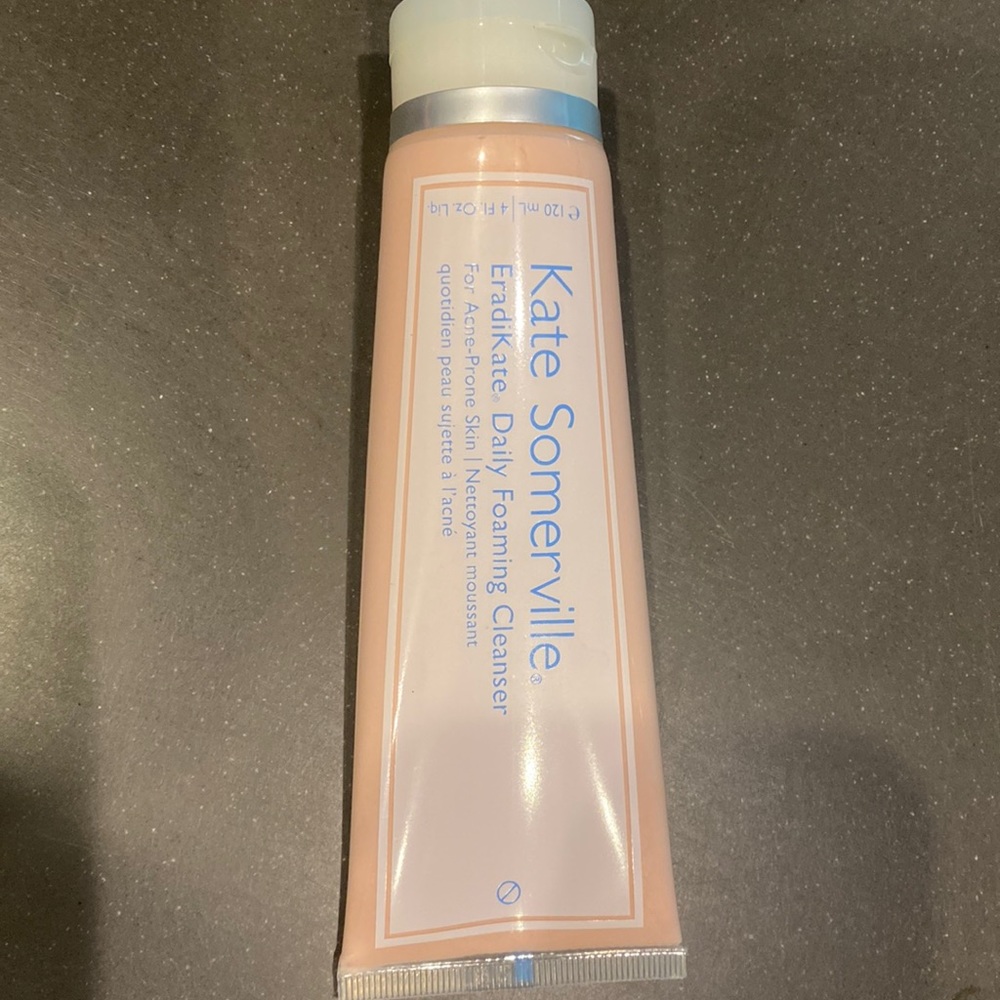 Kate Somerville®
EradiKate® Daily Foaming Cleanser
For Acne-Prone Skin | Nettoyant moussant
quotidien peau sujette à l'acné
℮ 120 mL | 4 Fl. Oz. Liq.